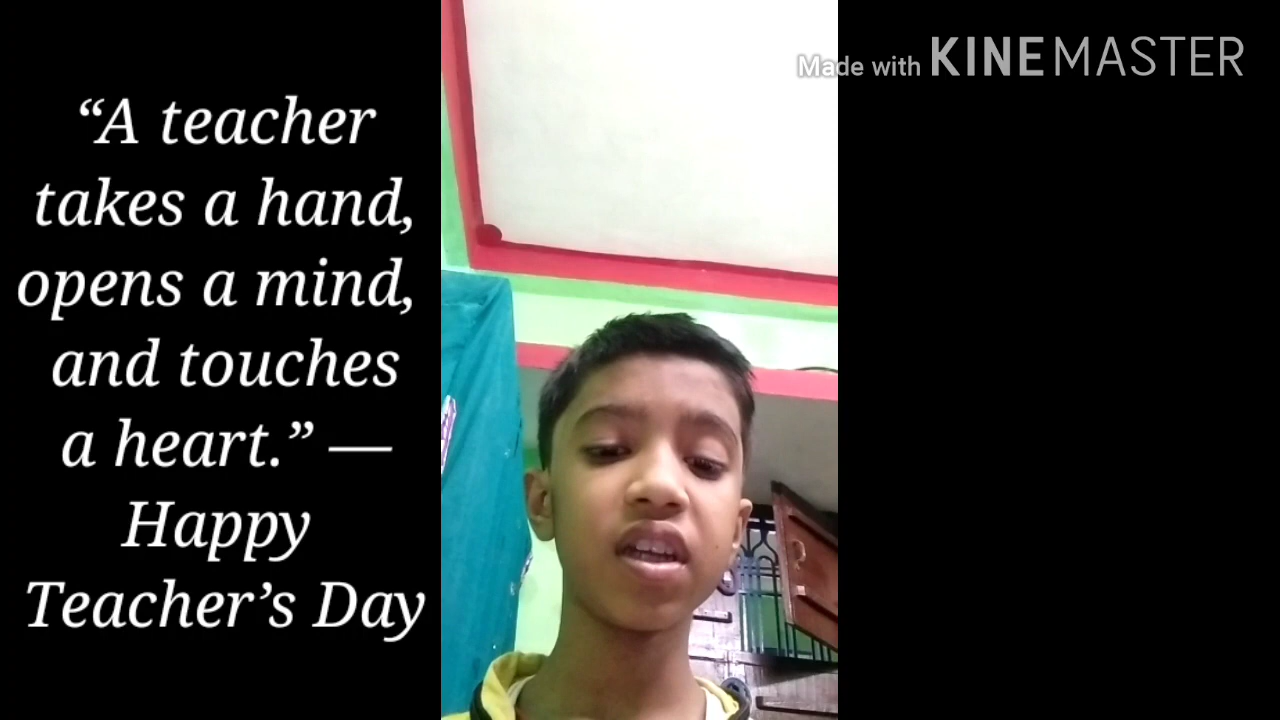 “A teacher
takes a hand,
opens a mind,
and touches
a heart.” —
Happy
Teacher’s Day
Made with KINEMASTER